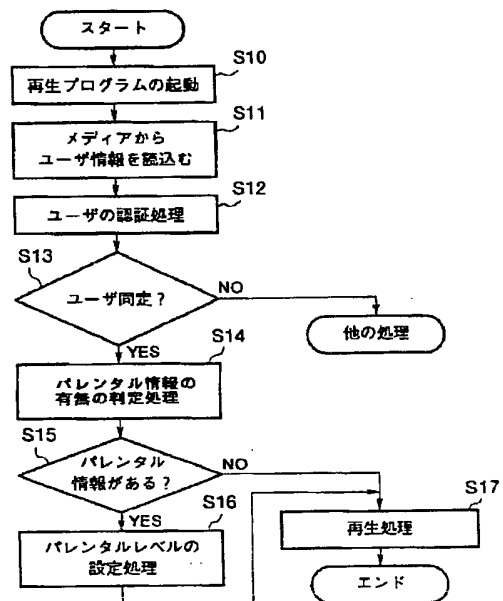 スタート
S10
再生プログラムの起動
S11
メディアから
ユーザ情報を読込む
S12
ユーザの認証処理
S13
ユーザ同定？
NO
他の処理
YES
S14
パレンタル情報の
有無の判定処理
S15
パレンタル
情報がある？
NO
YES
S16
パレンタルレベルの
設定処理
S17
再生処理
エンド